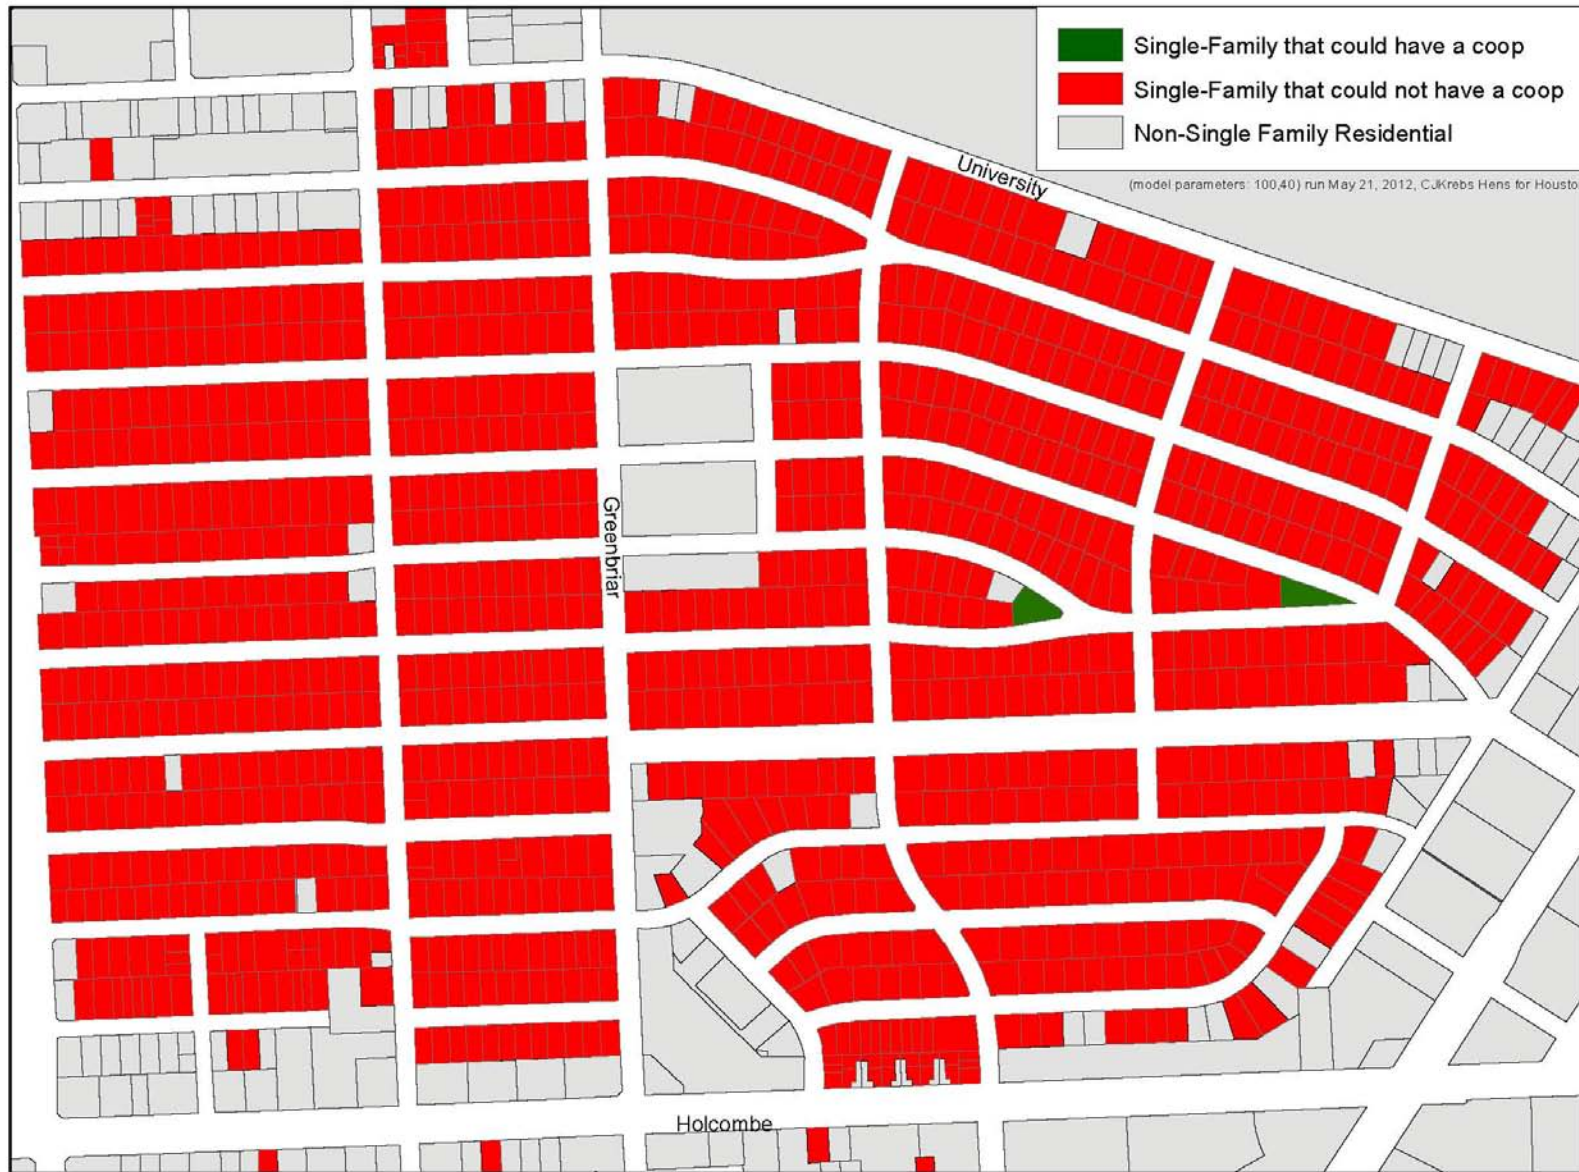 Single-Family that could have a coop
Single-Family that could not have a coop
Non-Single Family Residential
(model parameters: 100,40) run May 21, 2012, CJKrebs Hens for Housto
University
Greenbriar
Holcombe